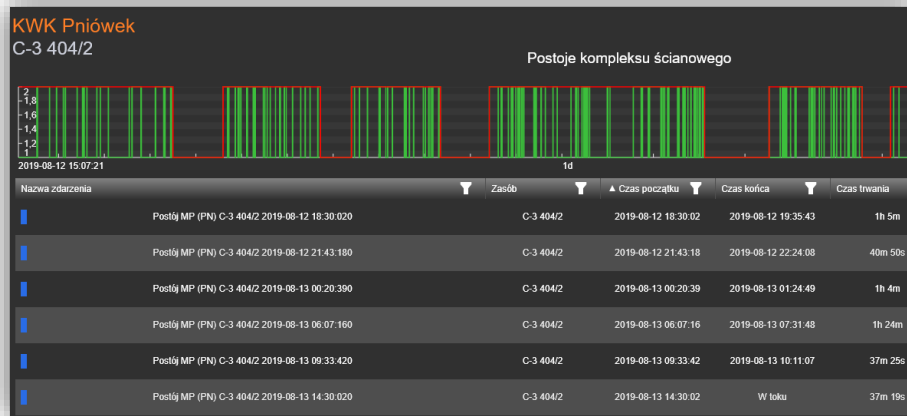 KWK Pniówek
C-3 404/2
Postoje kompleksu ścianowego
2
1,8
1,6
1,4
1,2
1
2019-08-12 15:07:21 1d
Nazwa zdarzenia Zasób ▲ Czas początku Czas końca Czas trwania
Postój MP (PN) C-3 404/2 2019-08-12 18:30:020 C-3 404/2 2019-08-12 18:30:02 2019-08-12 19:35:43 1h 5m
Postój MP (PN) C-3 404/2 2019-08-12 21:43:180 C-3 404/2 2019-08-12 21:43:18 2019-08-12 22:24:08 40m 50s
Postój MP (PN) C-3 404/2 2019-08-13 00:20:390 C-3 404/2 2019-08-13 00:20:39 2019-08-13 01:24:49 1h 4m
Postój MP (PN) C-3 404/2 2019-08-13 06:07:160 C-3 404/2 2019-08-13 06:07:16 2019-08-13 07:31:48 1h 24m
Postój MP (PN) C-3 404/2 2019-08-13 09:33:420 C-3 404/2 2019-08-13 09:33:42 2019-08-13 10:11:07 37m 25s
Postój MP (PN) C-3 404/2 2019-08-13 14:30:020 C-3 404/2 2019-08-13 14:30:02 W toku 37m 19s